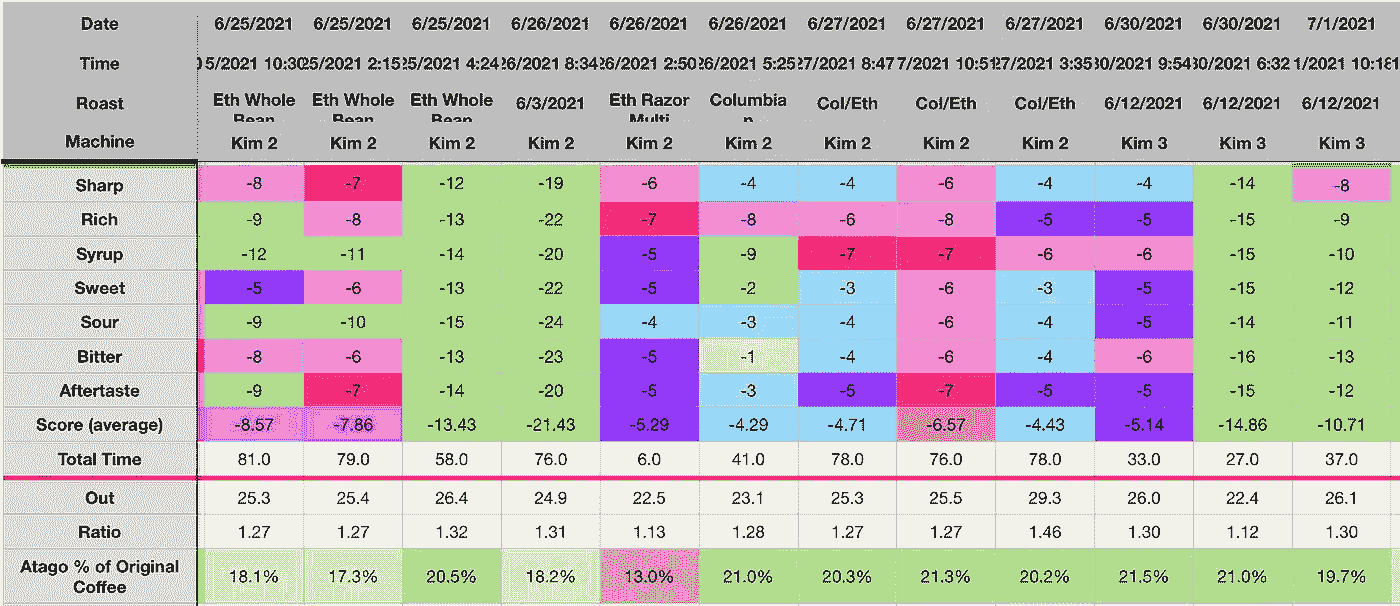 Date 6/25/2021 6/25/2021 6/25/2021 6/26/2021 6/26/2021 6/26/2021 6/27/2021 6/27/2021 6/27/2021 6/30/2021 6/30/2021 7/1/2021
Time 5/2021 10:30 25/2021 2:15 25/2021 4:24 26/2021 8:34 26/2021 2:50 26/2021 5:25 27/2021 8:47 7/2021 10:51 27/2021 3:35 30/2021 9:54 30/2021 6:32 1/2021 10:18
Roast Eth Whole Bean Eth Whole Bean Eth Whole Bean 6/3/2021 Eth Razor Multi Columbia n Col/Eth Col/Eth Col/Eth 6/12/2021 6/12/2021 6/12/2021
Machine Kim 2 Kim 2 Kim 2 Kim 2 Kim 2 Kim 2 Kim 2 Kim 2 Kim 2 Kim 3 Kim 3 Kim 3
Sharp -8 -7 -12 -19 -6 -4 -4 -6 -4 -4 -14 -8
Rich -9 -8 -13 -22 -7 -8 -6 -8 -5 -5 -15 -9
Syrup -12 -11 -14 -20 -5 -9 -7 -7 -6 -6 -15 -10
Sweet -5 -6 -13 -22 -5 -2 -3 -6 -3 -5 -15 -12
Sour -9 -10 -15 -24 -4 -3 -4 -6 -4 -5 -14 -11
Bitter -8 -6 -13 -23 -5 -1 -4 -6 -4 -6 -16 -13
Aftertaste -9 -7 -14 -20 -5 -3 -5 -7 -5 -5 -15 -12
Score (average) -8.57 -7.86 -13.43 -21.43 -5.29 -4.29 -4.71 -6.57 -4.43 -5.14 -14.86 -10.71
Total Time 81.0 79.0 58.0 76.0 6.0 41.0 78.0 76.0 78.0 33.0 27.0 37.0
Out 25.3 25.4 26.4 24.9 22.5 23.1 25.3 25.5 29.3 26.0 22.4 26.1
Ratio 1.27 1.27 1.32 1.31 1.13 1.28 1.27 1.27 1.46 1.30 1.12 1.30
Atago % of Original Coffee 18.1% 17.3% 20.5% 18.2% 13.0% 21.0% 20.3% 21.3% 20.2% 21.5% 21.0% 19.7%